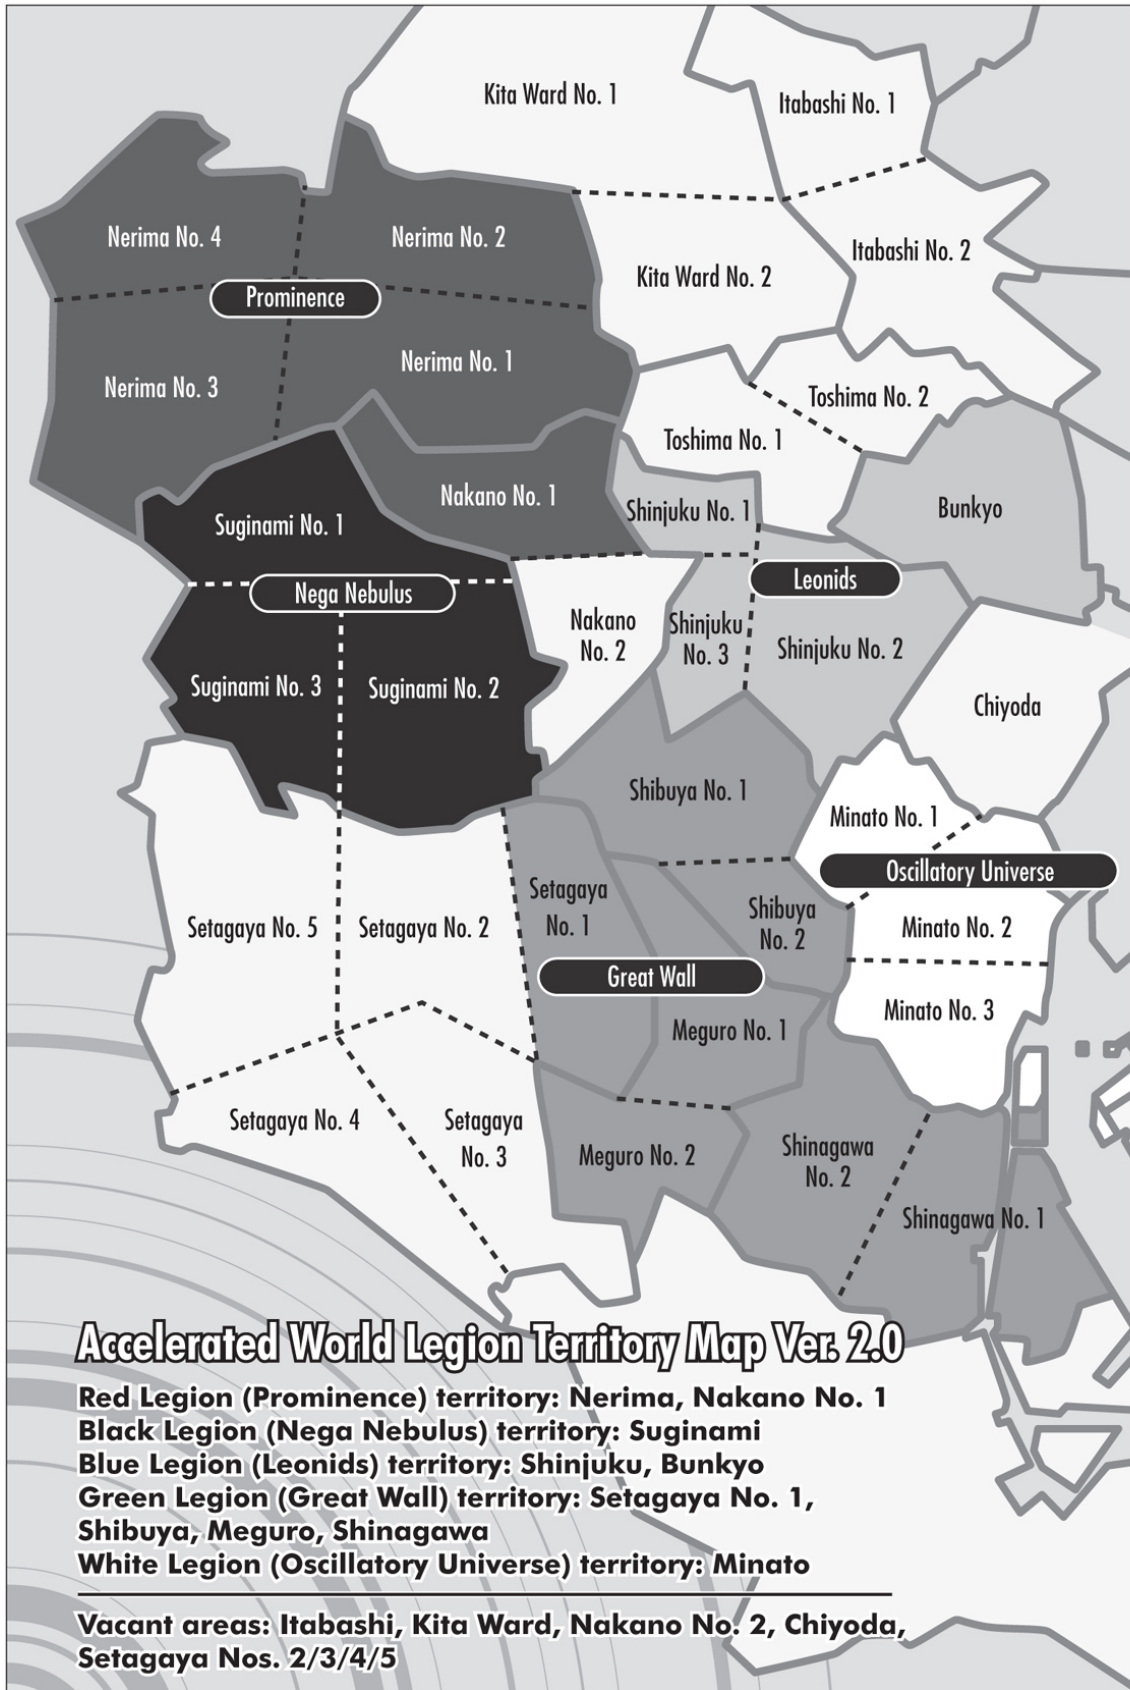 Kita Ward No. 1
Itabashi No. 1
Nerima No. 4
Nerima No. 2
Itabashi No. 2
Kita Ward No. 2
Prominence
Nerima No. 3
Nerima No. 1
Toshima No. 2
Toshima No. 1
Nakano No. 1
Shinjuku No. 1
Bunkyo
Suginami No. 1
Leonids
Nega Nebulus
Nakano
No. 2
Shinjuku
No. 3
Shinjuku No. 2
Suginami No. 3
Suginami No. 2
Chiyoda
Shibuya No. 1
Minato No. 1
Oscillatory Universe
Setagaya
No. 1
Shibuya
No. 2
Setagaya No. 5
Setagaya No. 2
Minato No. 2
Great Wall
Minato No. 3
Meguro No. 1
Setagaya No. 4
Setagaya
No. 3
Meguro No. 2
Shinagawa
No. 2
Shinagawa No. 1
Accelerated World Legion Territory Map Ver. 2.0
Red Legion (Prominence) territory: Nerima, Nakano No. 1
Black Legion (Nega Nebulus) territory: Suginami
Blue Legion (Leonids) territory: Shinjuku, Bunkyo
Green Legion (Great Wall) territory: Setagaya No. 1,
Shibuya, Meguro, Shinagawa
White Legion (Oscillatory Universe) territory: Minato
Vacant areas: Itabashi, Kita Ward, Nakano No. 2, Chiyoda,
Setagaya Nos. 2/3/4/5